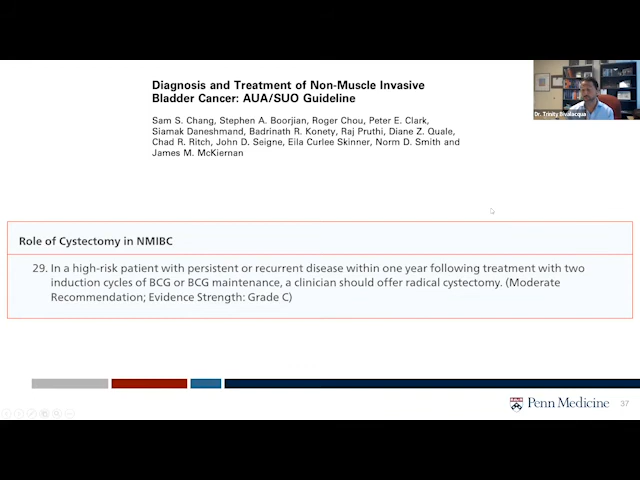 Diagnosis and Treatment of Non-Muscle Invasive
Bladder Cancer: AUA/SUO Guideline
Sam S. Chang, Stephen A. Boorjian, Roger Chou, Peter E. Clark,
Siamak Daneshmand, Badrinath R. Konety, Raj Pruthi, Diane Z. Quale,
Chad R. Ritch, John D. Seigne, Eila Curlee Skinner, Norm D. Smith and
James M. McKiernan
Dr. Trinity Bivalacqua
Role of Cystectomy in NMIBC
29. In a high-risk patient with persistent or recurrent disease within one year following treatment with two
induction cycles of BCG or BCG maintenance, a clinician should offer radical cystectomy. (Moderate
Recommendation; Evidence Strength: Grade C)
Penn Medicine
37